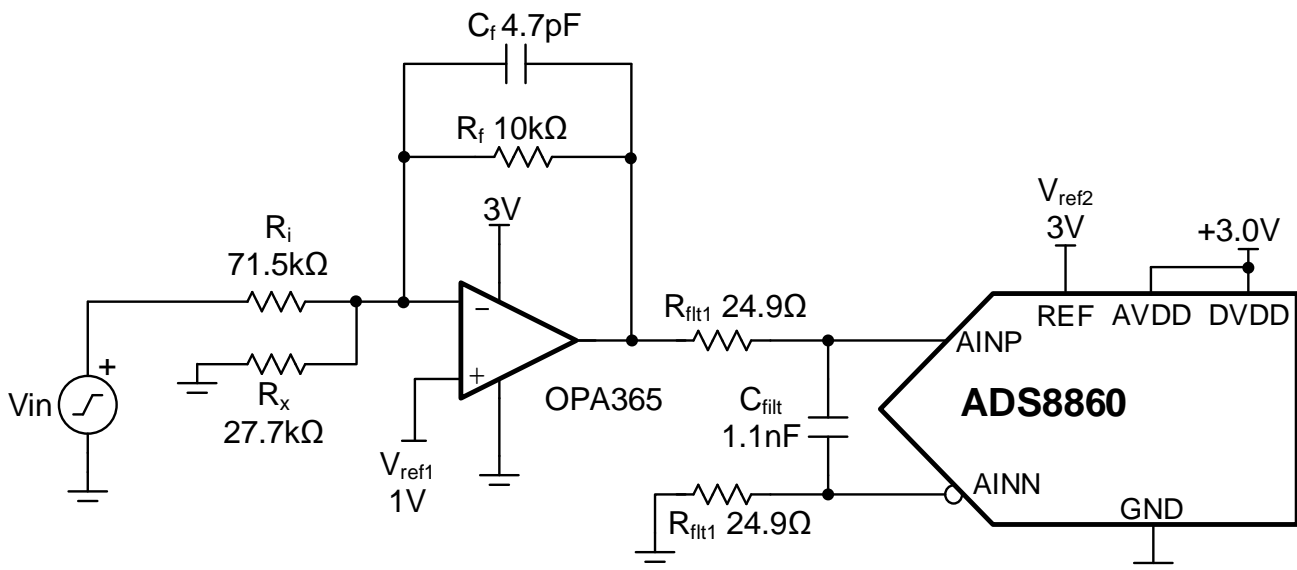 Cf 4.7pF
Rf 10kΩ
3V
Ri
71.5kΩ
Rx
27.7kΩ
Vin
+
−
+
OPA365
Vref1
1V
Rflt1 24.9Ω
Cfilt
1.1nF
Rflt1 24.9Ω
Vref2
3V
+3.0V
REF AVDD DVDD
AINP
ADS8860
AINN
GND